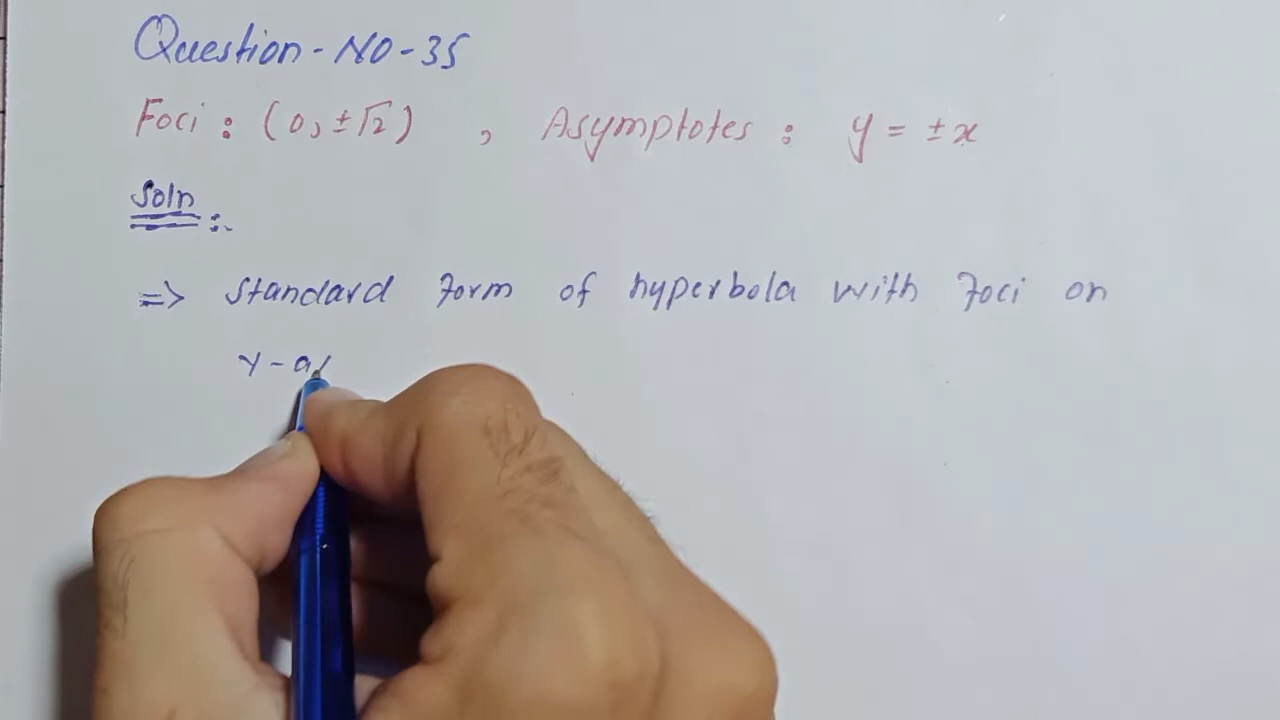 Question-NO-35
Foci : (0, ±√2) , Asymptotes : y = ±x
Soln :-
=> Standard form of hyperbola with foci on
Y-a